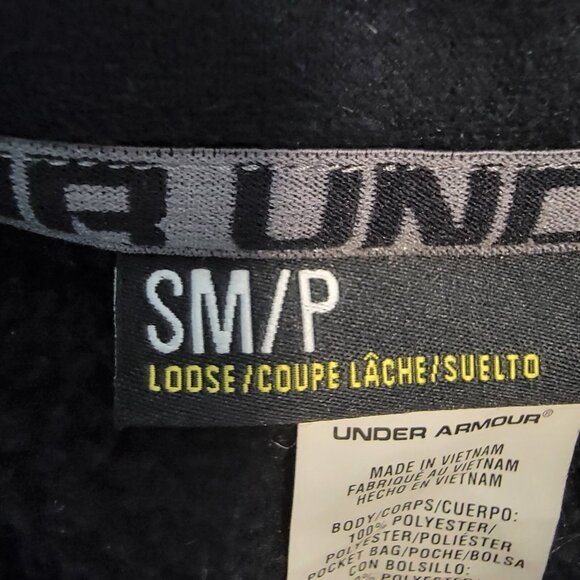 R UND
SM/P
LOOSE/COUPE LÂCHE/SUELTO
UNDER ARMOUR®
MADE IN VIETNAM
FABRIQUÉ AU VIETNAM
HECHO EN VIETNAM
BODY/CORPS/CUERPO:
100% POLYESTER/
POLYESTER/POLIÉSTER
POCKET BAG/POCHE/BOLSA
CON BOLSILLO: